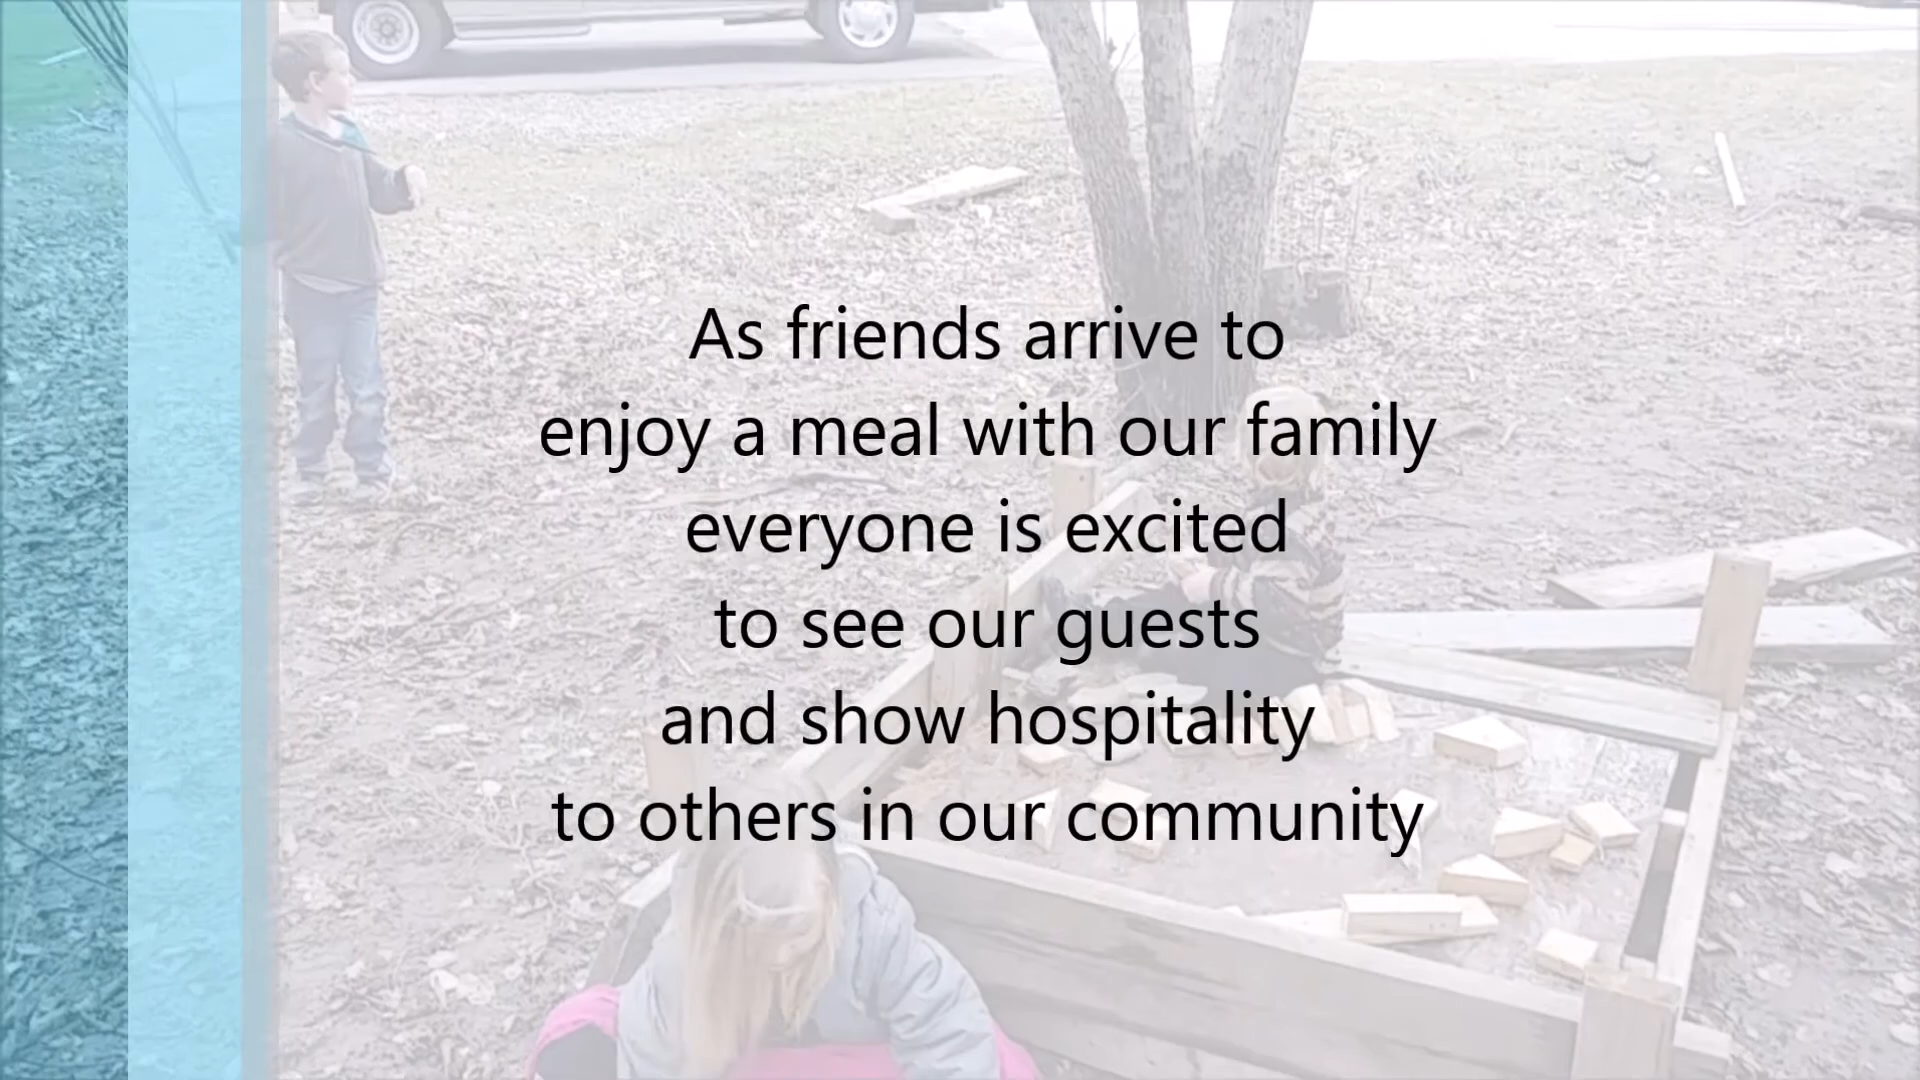 As friends arrive to
enjoy a meal with our family
everyone is excited
to see our guests
and show hospitality
to others in our community